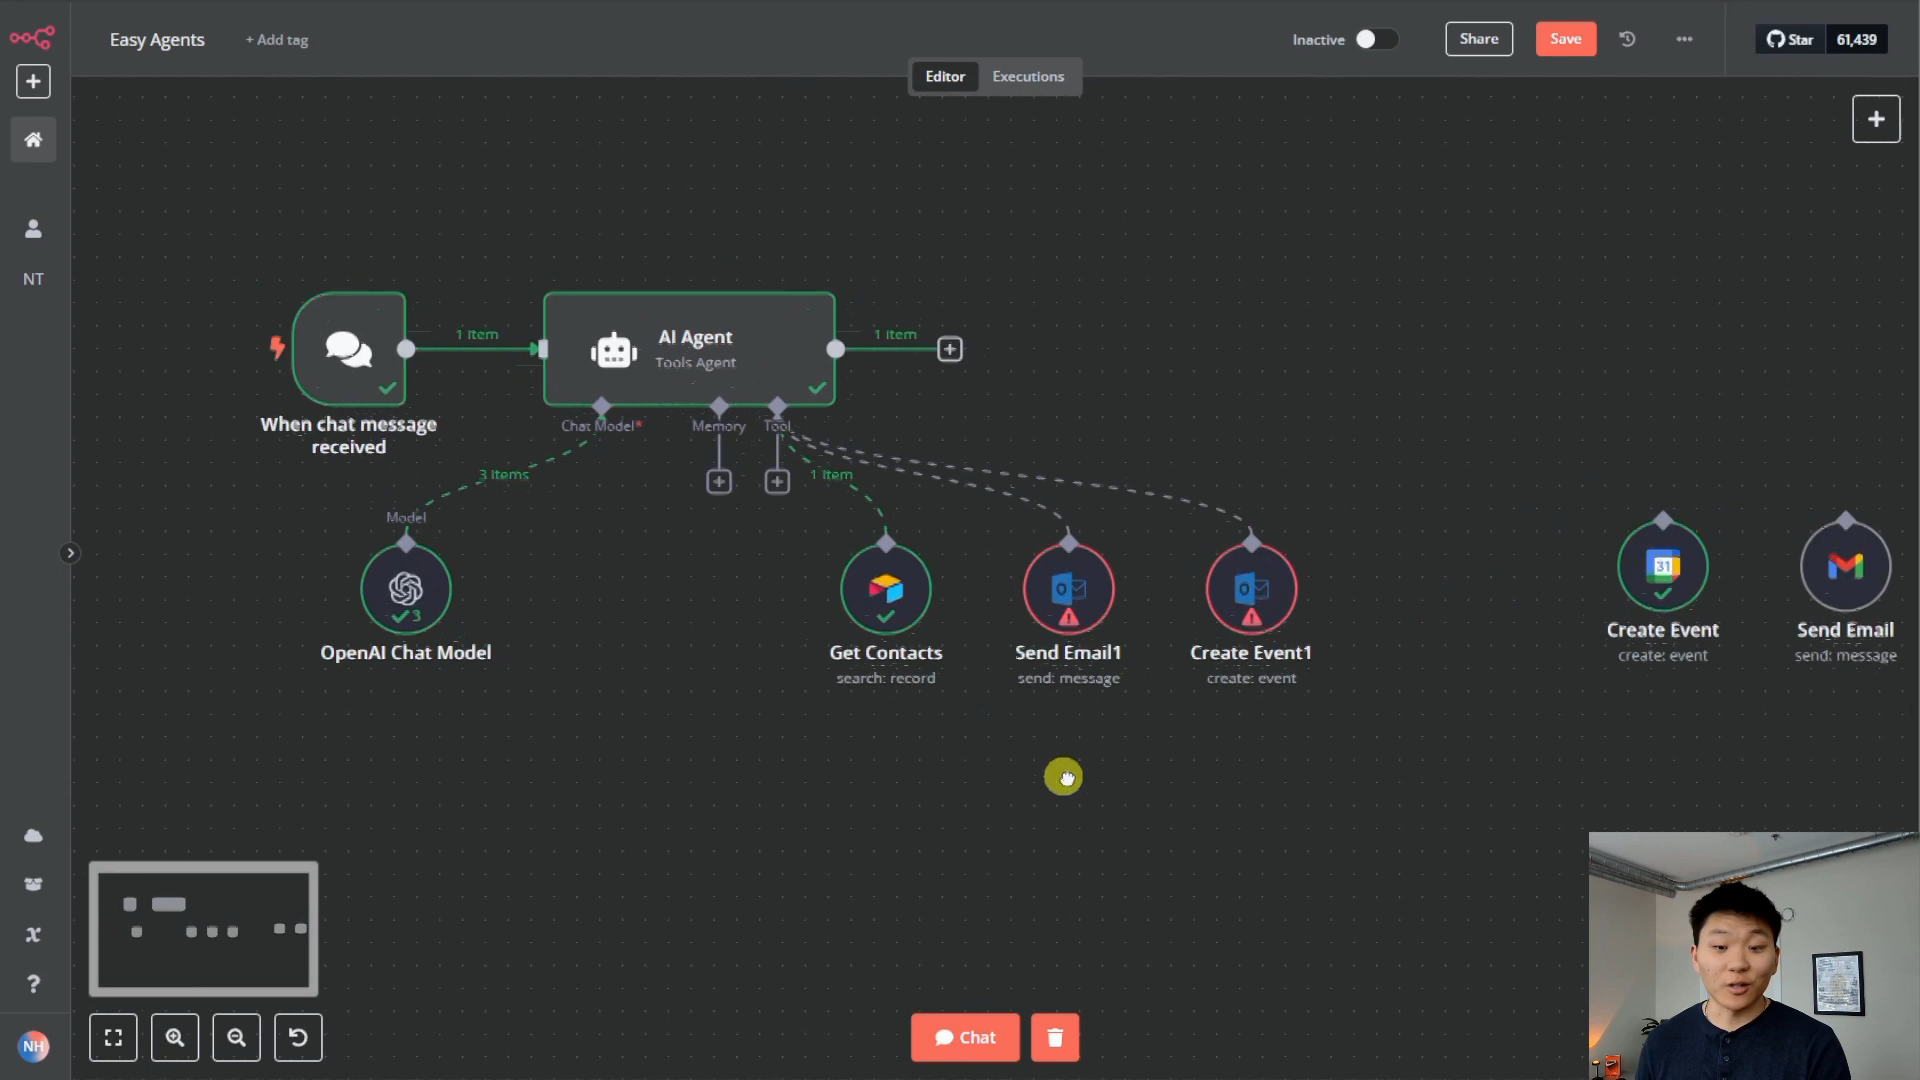 Easy Agents
+ Add tag
Inactive
Share
Save
Star
61,439
Editor
Executions
NT
1 item
AI Agent
Tools Agent
1 item
When chat message
received
Chat Model*
Memory
Tool
3 items
1 item
Model
OpenAI Chat Model
3
Get Contacts
search: record
Send Email1
send: message
Create Event1
create: event
31
Create Event
create: event
Send Email
send: message
Chat
NH